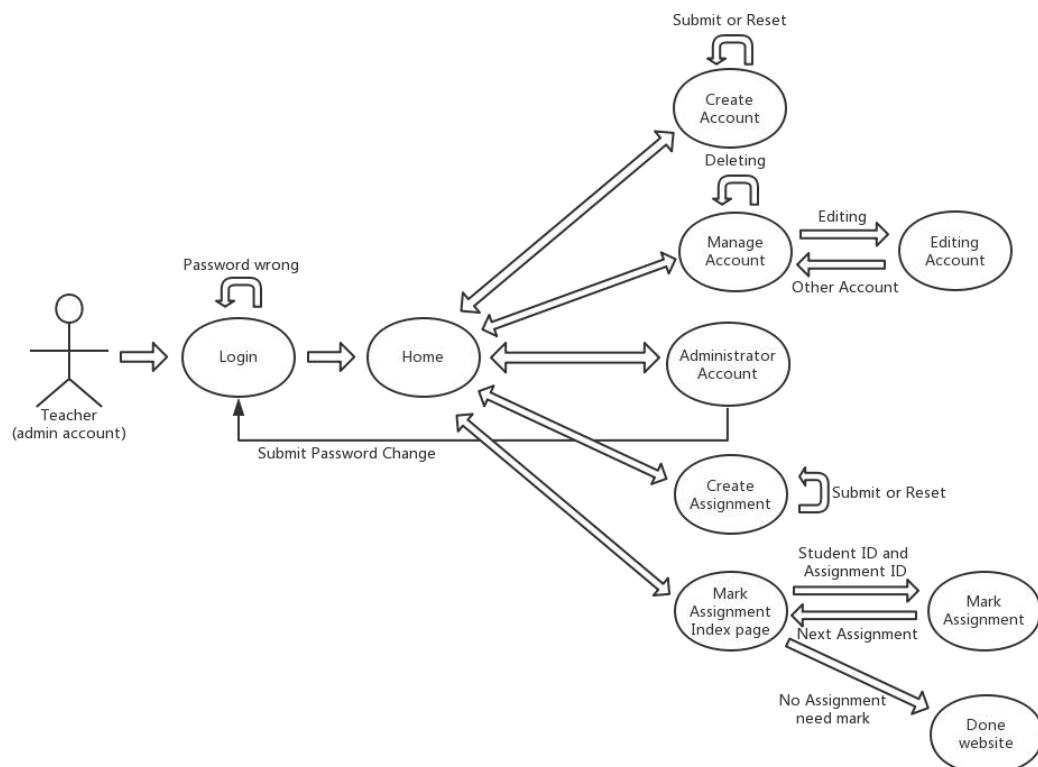 Submit or Reset
Create
Account
Deleting
Manage
Account
Editing
Editing
Account
Other Account
Password wrong
Login
Home
Administrator
Account
Teacher
(admin account)
Submit Password Change
Create
Assignment
Submit or Reset
Student ID and
Assignment ID
Mark
Assignment
Index page
Mark
Assignment
Next Assignment
No Assignment
need mark
Done
website